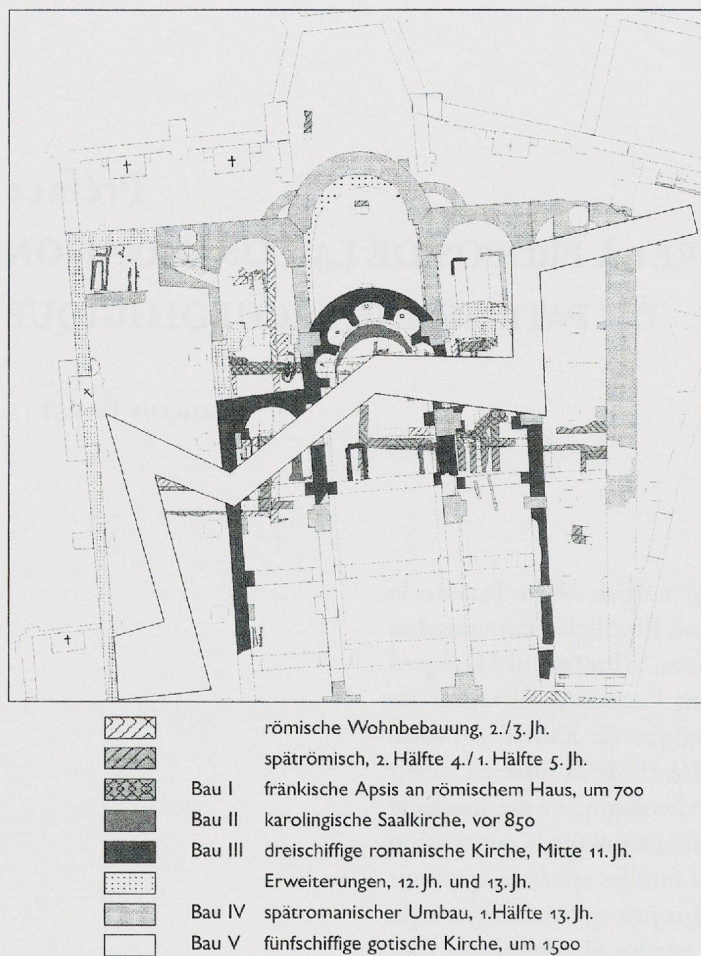 römische Wohnbebauung, 2./3. Jh.
spätrömisch, 2. Hälfte 4./1. Hälfte 5. Jh.
Bau I fränkische Apsis an römischem Haus, um 700
Bau II karolingische Saalkirche, vor 850
Bau III dreischiffige romanische Kirche, Mitte 11. Jh.
Erweiterungen, 12. Jh. und 13. Jh.
Bau IV spätromanischer Umbau, 1. Hälfte 13. Jh.
Bau V fünfschiffige gotische Kirche, um 1500